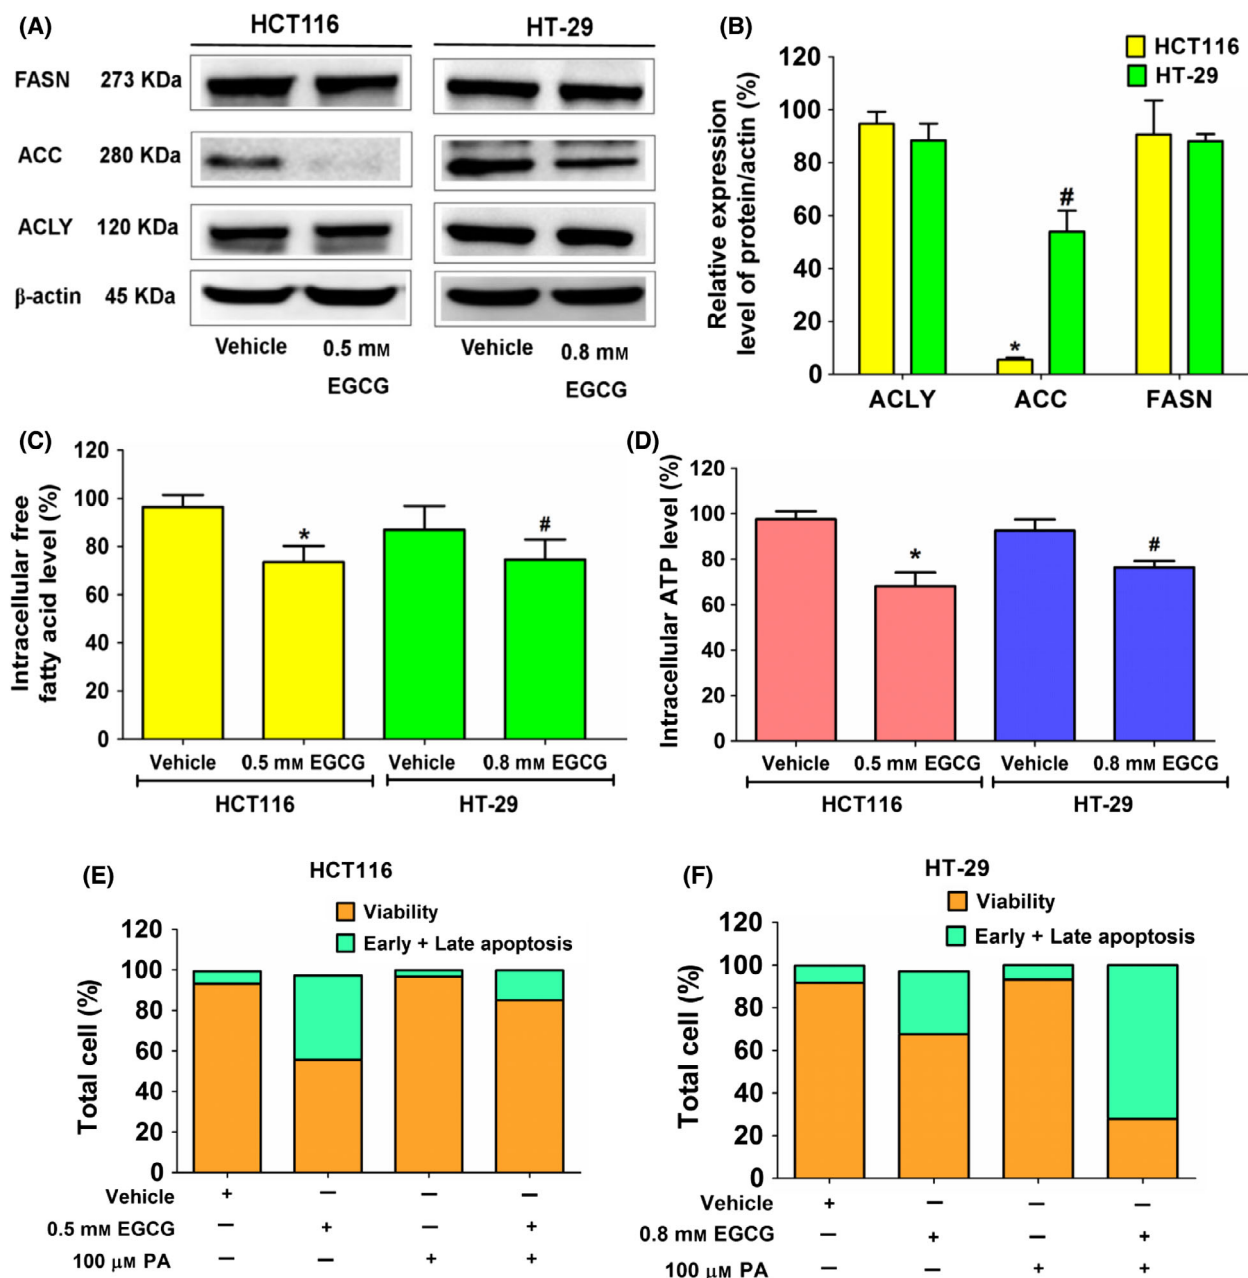 (A)
HCT116 HT-29
FASN 273 KDa
ACC 280 KDa
ACLY 120 KDa
β-actin 45 KDa
Vehicle 0.5 mM Vehicle 0.8 mM
EGCG EGCG
(B)
HCT116
HT-29
Relative expression
level of protein/actin (%)
120
100
80
60
40
20
0
* #
ACLY ACC FASN
(C)
Intracellular free
fatty acid level (%)
120
100
80
60
40
20
0
* #
Vehicle 0.5 mM EGCG Vehicle 0.8 mM EGCG
HCT116 HT-29
(D)
Intracellular ATP level (%)
120
100
80
60
40
20
0
* #
Vehicle 0.5 mM EGCG Vehicle 0.8 mM EGCG
HCT116 HT-29
(E)
HCT116
Viability
Early + Late apoptosis
Total cell (%)
120
100
80
60
40
20
0
Vehicle + – – –
0.5 mM EGCG – + – +
100 μM PA – – + +
(F)
HT-29
Viability
Early + Late apoptosis
Total cell (%)
120
100
80
60
40
20
0
Vehicle + – – –
0.8 mM EGCG – + – +
100 μM PA – – + +